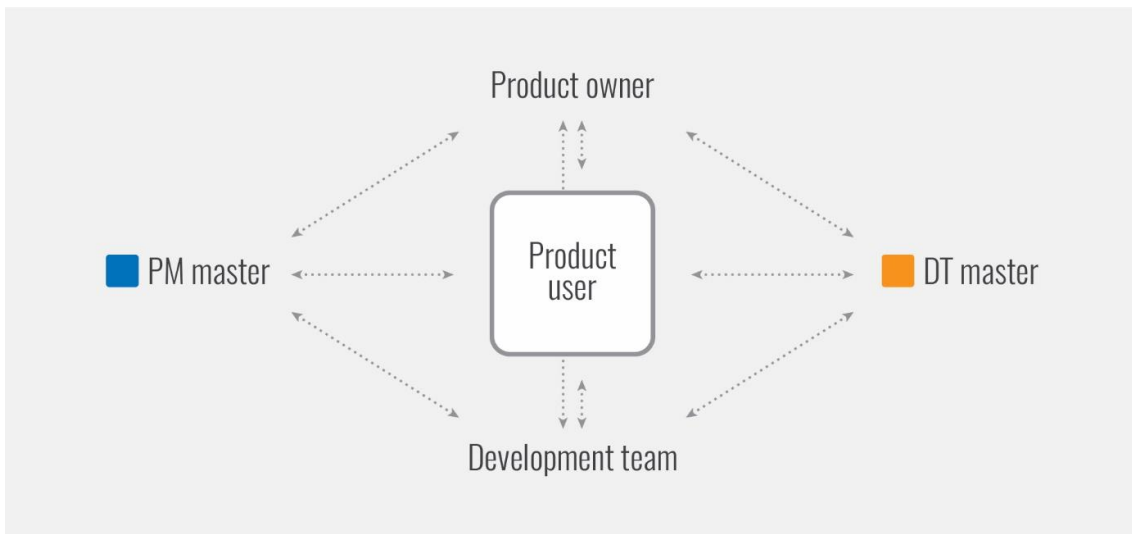 Product owner
PM master
Product
user
DT master
Development team